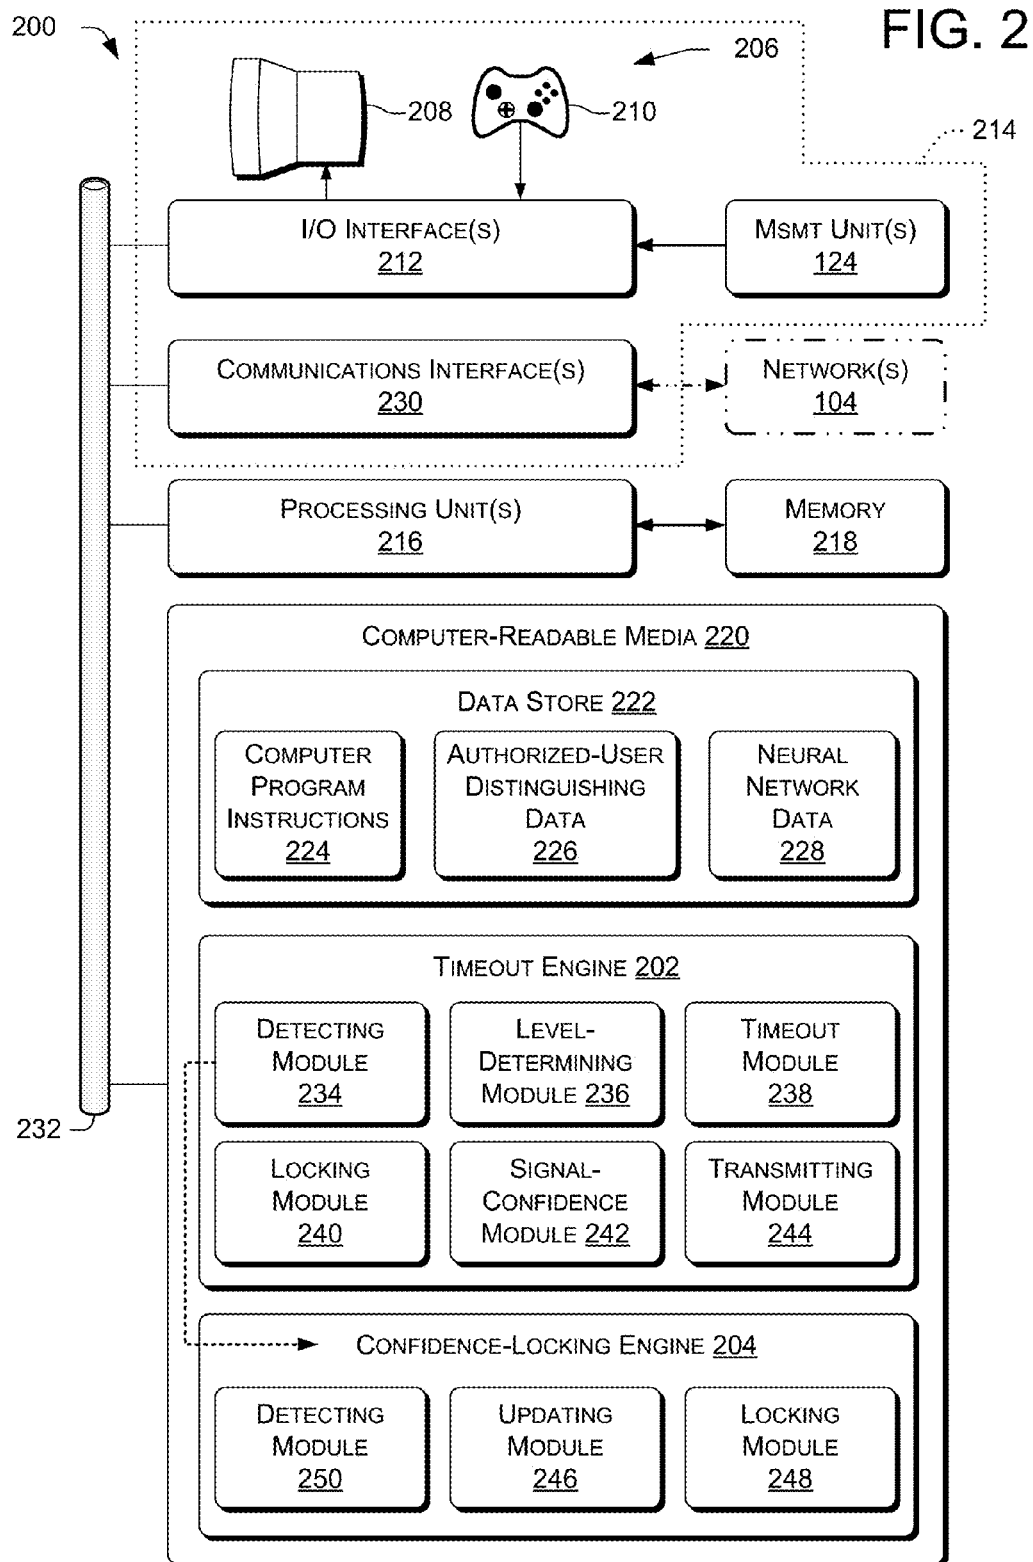 FIG. 2
200
206
208
210
214
I/O INTERFACE(S)
212
MSMT UNIT(S)
124
COMMUNICATIONS INTERFACE(S)
230
NETWORK(S)
104
PROCESSING UNIT(S)
216
MEMORY
218
COMPUTER-READABLE MEDIA 220
DATA STORE 222
COMPUTER
PROGRAM
INSTRUCTIONS
224
AUTHORIZED-USER
DISTINGUISHING
DATA
226
NEURAL
NETWORK
DATA
228
TIMEOUT ENGINE 202
DETECTING
MODULE
234
LEVEL-
DETERMINING
MODULE 236
TIMEOUT
MODULE
238
232
LOCKING
MODULE
240
SIGNAL-
CONFIDENCE
MODULE 242
TRANSMITTING
MODULE
244
CONFIDENCE-LOCKING ENGINE 204
DETECTING
MODULE
250
UPDATING
MODULE
246
LOCKING
MODULE
248